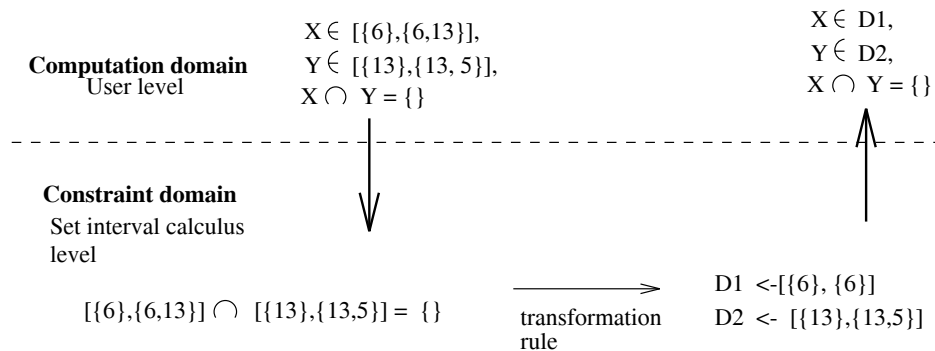 X ∈ [{6},{6,13}],
Y ∈ [{13},{13, 5}],
X ∩ Y = {}
Computation domain
User level
X ∈ D1,
Y ∈ D2,
X ∩ Y = {}
Constraint domain
Set interval calculus
level
[{6},{6,13}] ∩ [{13},{13,5}] = {}
transformation
rule
D1 <-[{6}, {6}]
D2 <- [{13},{13,5}]